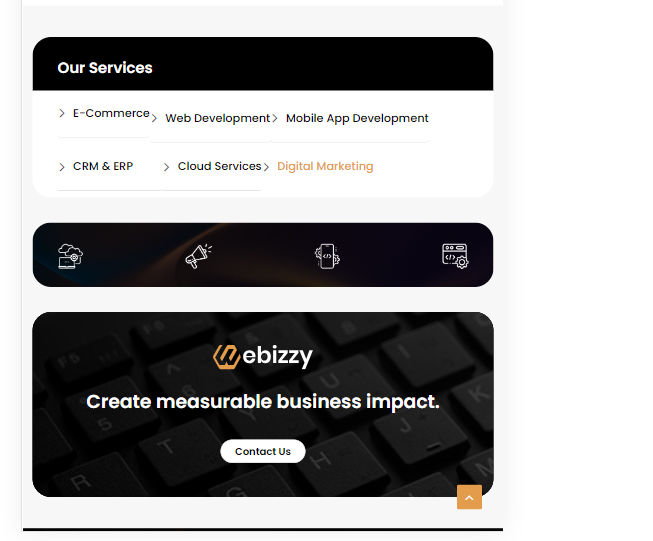 Our Services
E-Commerce Web Development Mobile App Development
CRM & ERP Cloud Services Digital Marketing
Webizzy
Create measurable business impact.
Contact Us